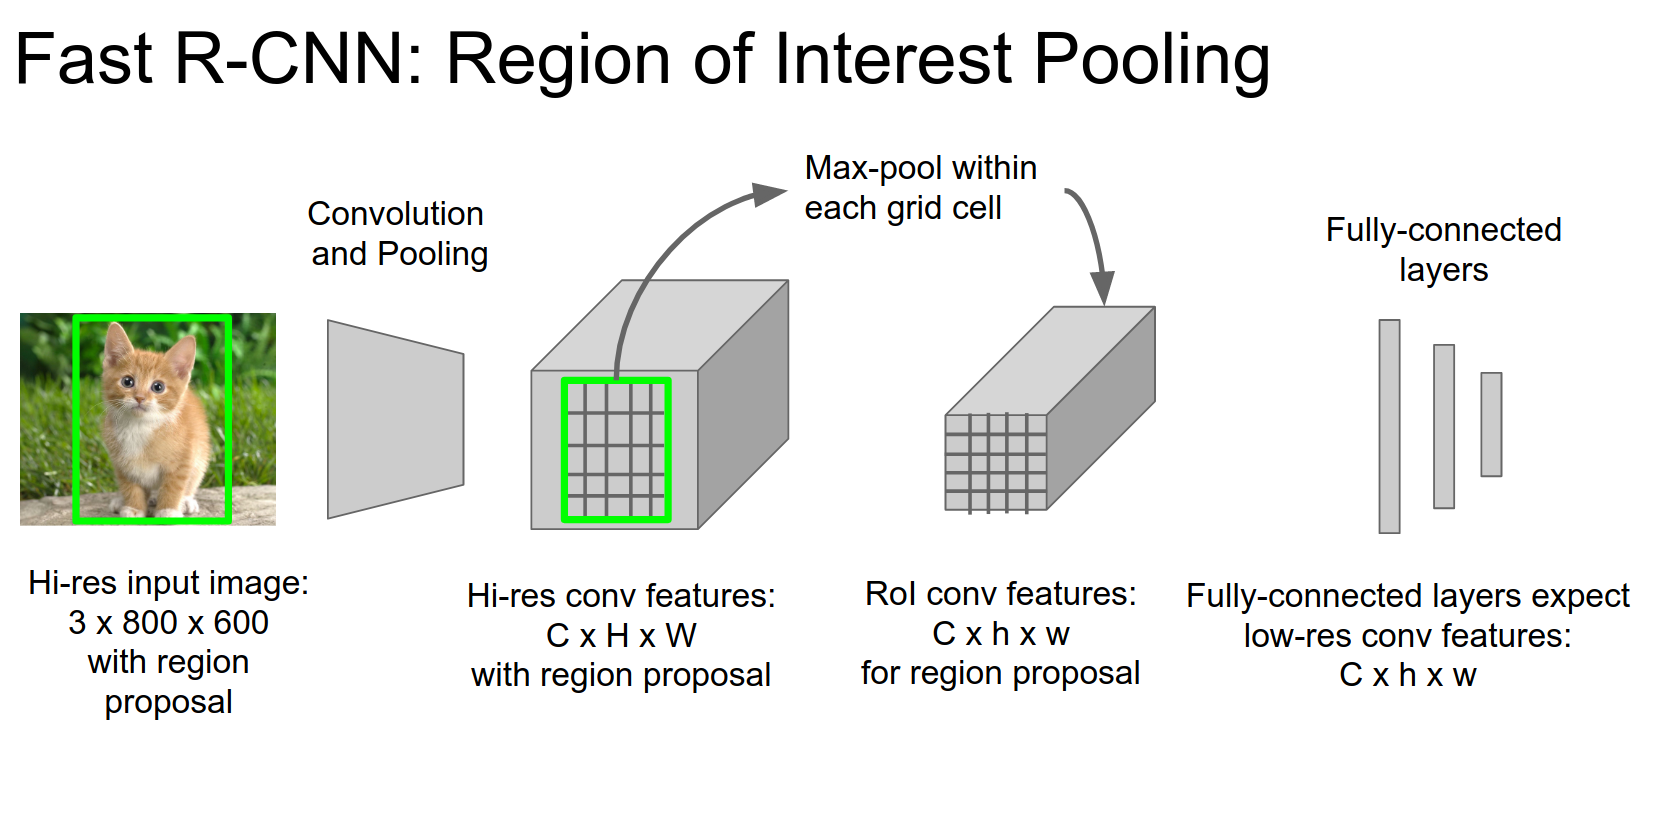 Fast R-CNN: Region of Interest Pooling
Convolution
and Pooling
Max-pool within
each grid cell
Fully-connected
layers
Hi-res input image:
3 x 800 x 600
with region
proposal
Hi-res conv features:
C x H x W
with region proposal
RoI conv features:
C x h x w
for region proposal
Fully-connected layers expect
low-res conv features:
C x h x w